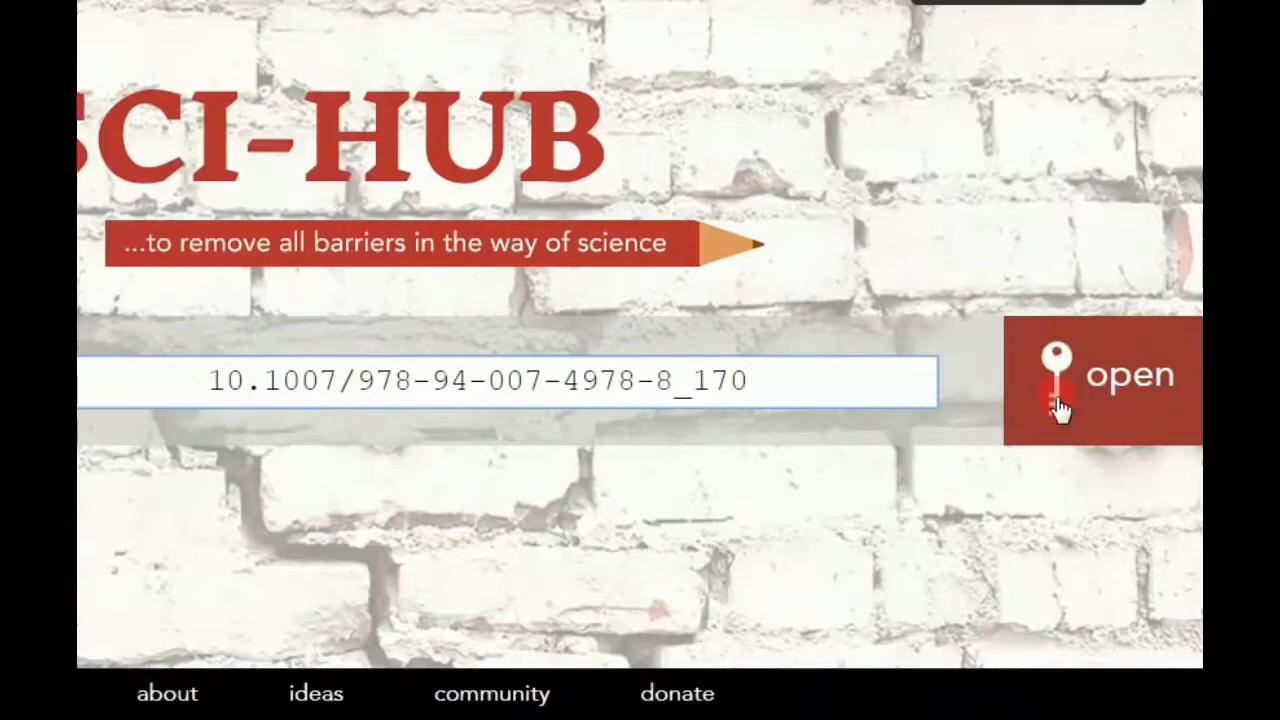 SCI-HUB
...to remove all barriers in the way of science
10.1007/978-94-007-4978-8_170
open
about ideas community donate